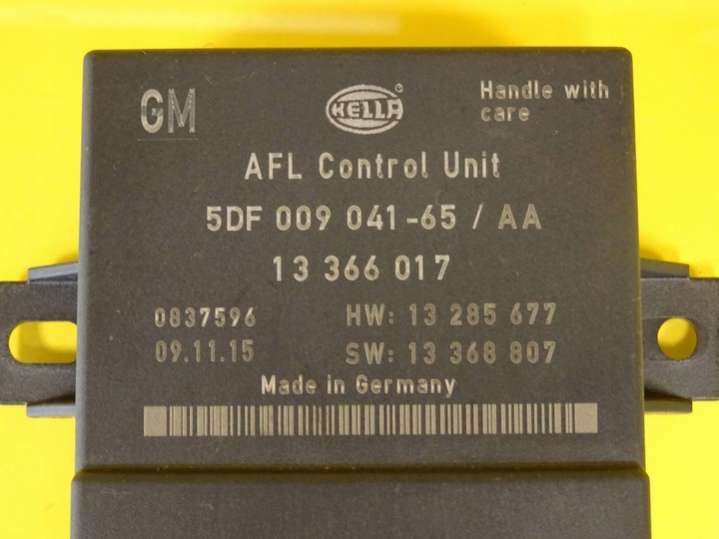 GM
HELLA
®
Handle with
care
AFL Control Unit
5DF 009 041-65 / AA
13 366 017
0837596
HW: 13 285 677
09.11.15
SW: 13 368 807
Made in Germany